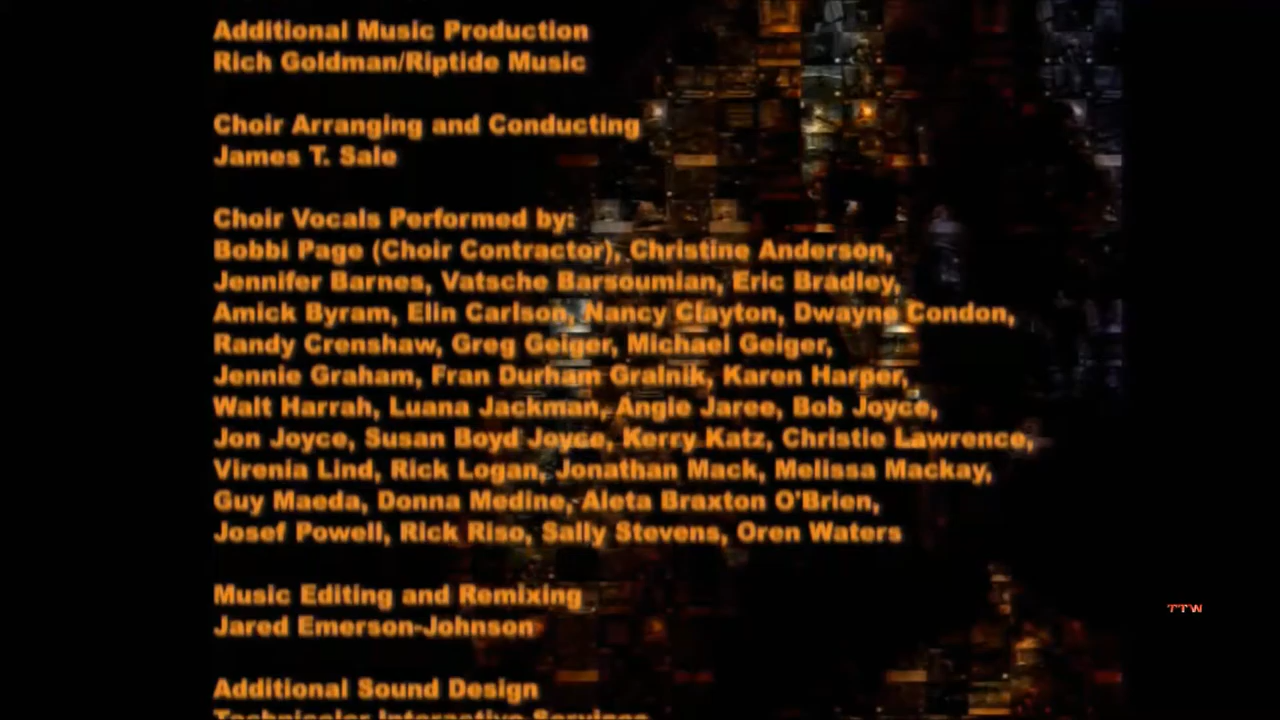 Additional Music Production
Rich Goldman/Riptide Music
Choir Arranging and Conducting
James T. Sale
Choir Vocals Performed by:
Bobbi Page (Choir Contractor), Christine Anderson,
Jennifer Barnes, Vatsche Barsoumian, Eric Bradley,
Amick Byram, Elin Carlson, Nancy Clayton, Dwayne Condon,
Randy Crenshaw, Greg Geiger, Michael Geiger,
Jennie Graham, Fran Durham Gralnik, Karen Harper,
Walt Harrah, Luana Jackman, Angie Jaree, Bob Joyce,
Jon Joyce, Susan Boyd Joyce, Kerry Katz, Christie Lawrence,
Virenia Lind, Rick Logan, Jonathan Mack, Melissa Mackay,
Guy Maeda, Donna Medine, Aleta Braxton O'Brien,
Josef Powell, Rick Riso, Sally Stevens, Oren Waters
Music Editing and Remixing
Jared Emerson-Johnson
TTW
Additional Sound Design
Technicolor Interactive Services